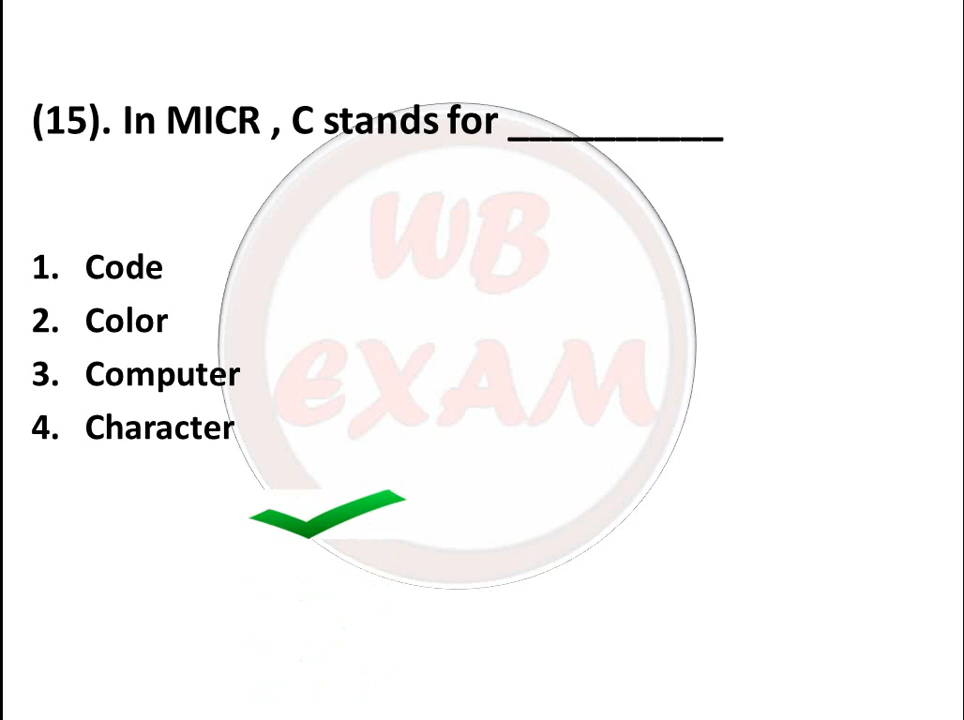 (15). In MICR , C stands for __________
1. Code
2. Color
3. Computer
4. Character
WB
EXAM